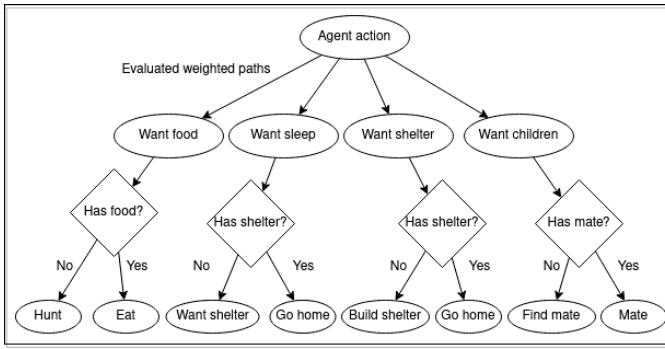 Agent action
Evaluated weighted paths
Want food
Want sleep
Want shelter
Want children
Has food?
Has shelter?
Has shelter?
Has mate?
No
Yes
No
Yes
No
Yes
No
Yes
Hunt
Eat
Want shelter
Go home
Build shelter
Go home
Find mate
Mate